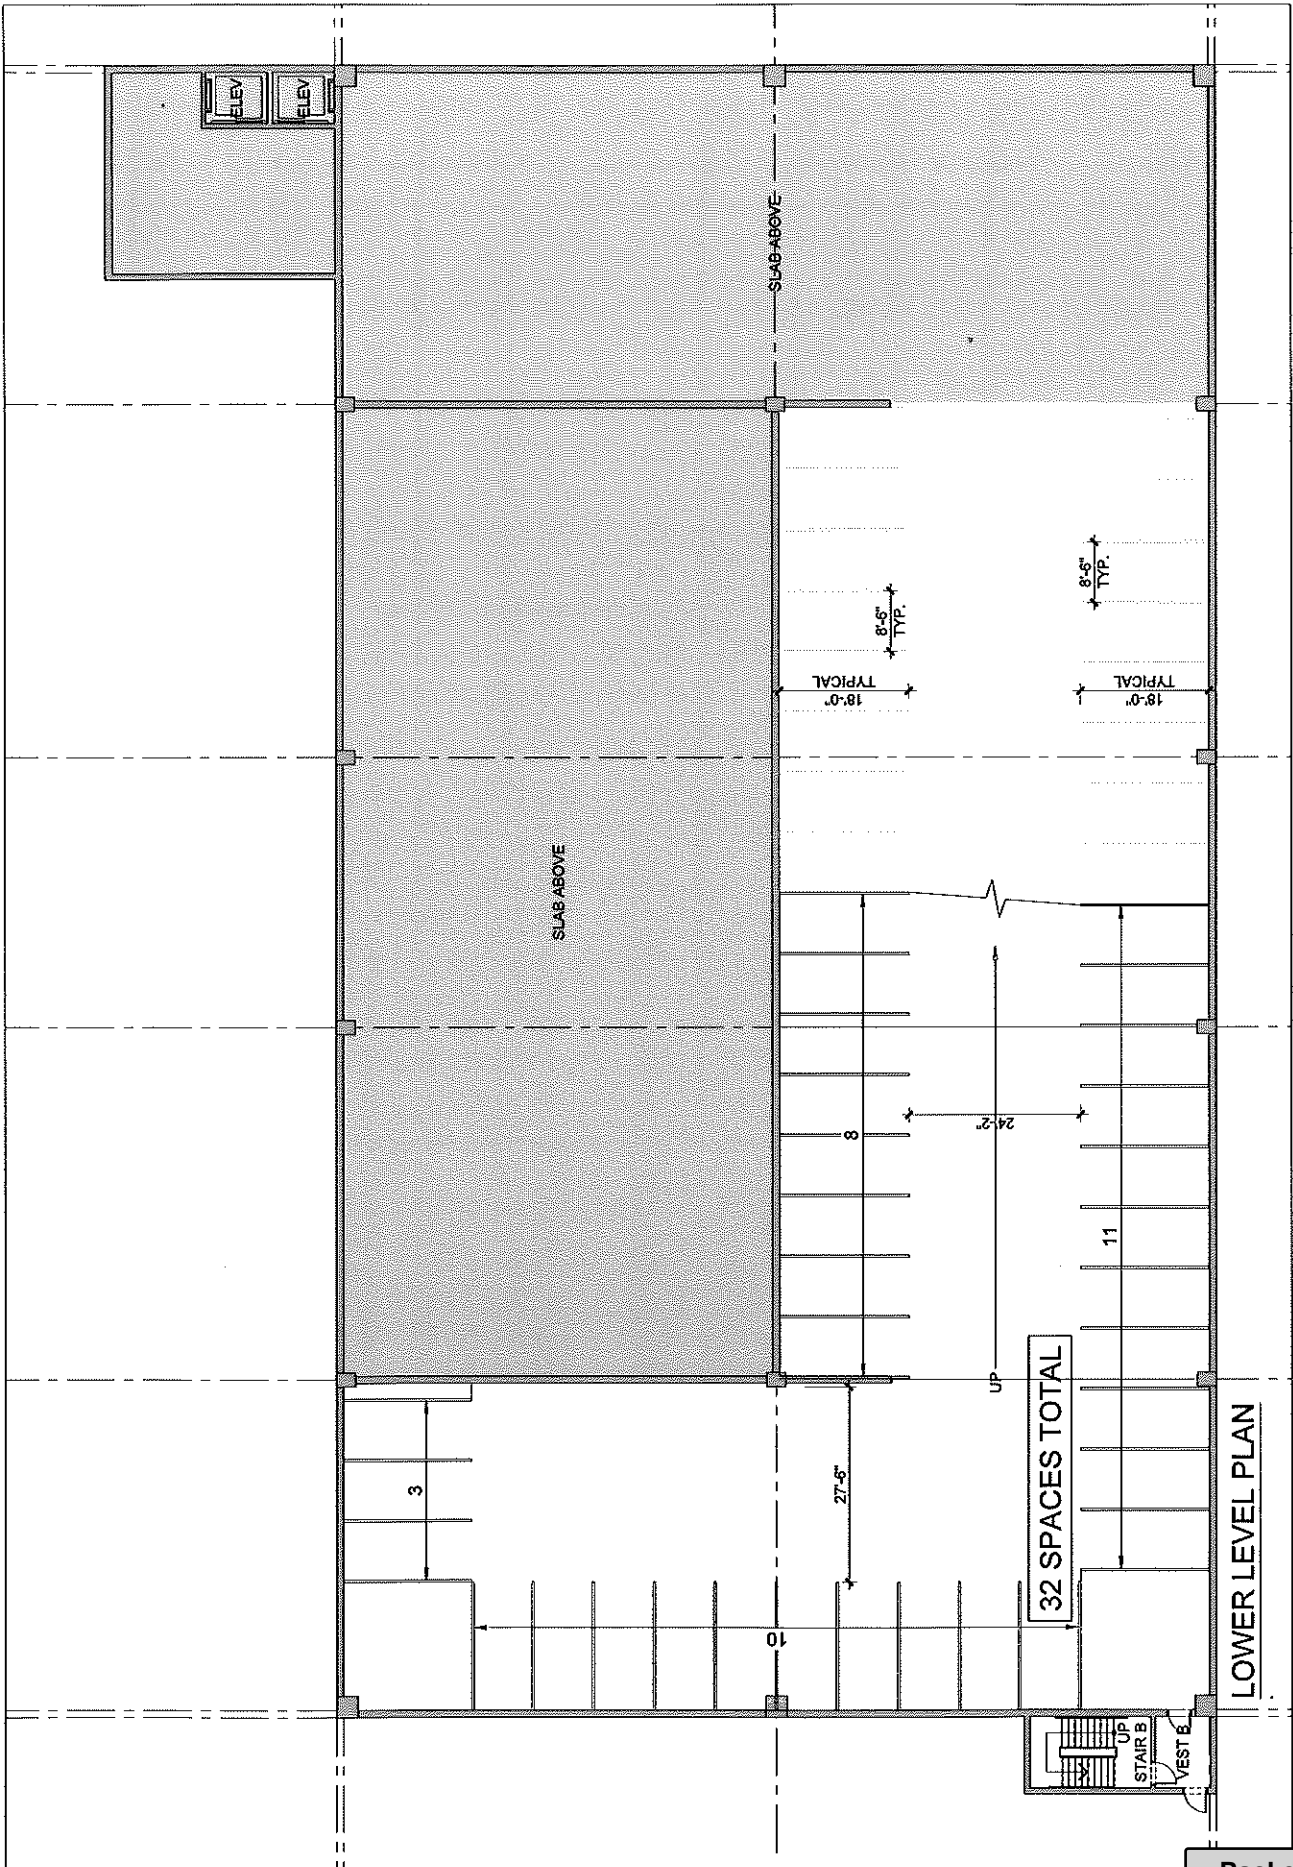 ELEV
ELEV
SLAB ABOVE
8'-6"
TYP.
8'-6"
TYP.
18'-0"
TYPICAL
18'-0"
TYPICAL
SLAB ABOVE
8
24'-2"
11
UP
3
27'-6"
10
32 SPACES TOTAL
LOWER LEVEL PLAN
UP
STAIR B
VEST B